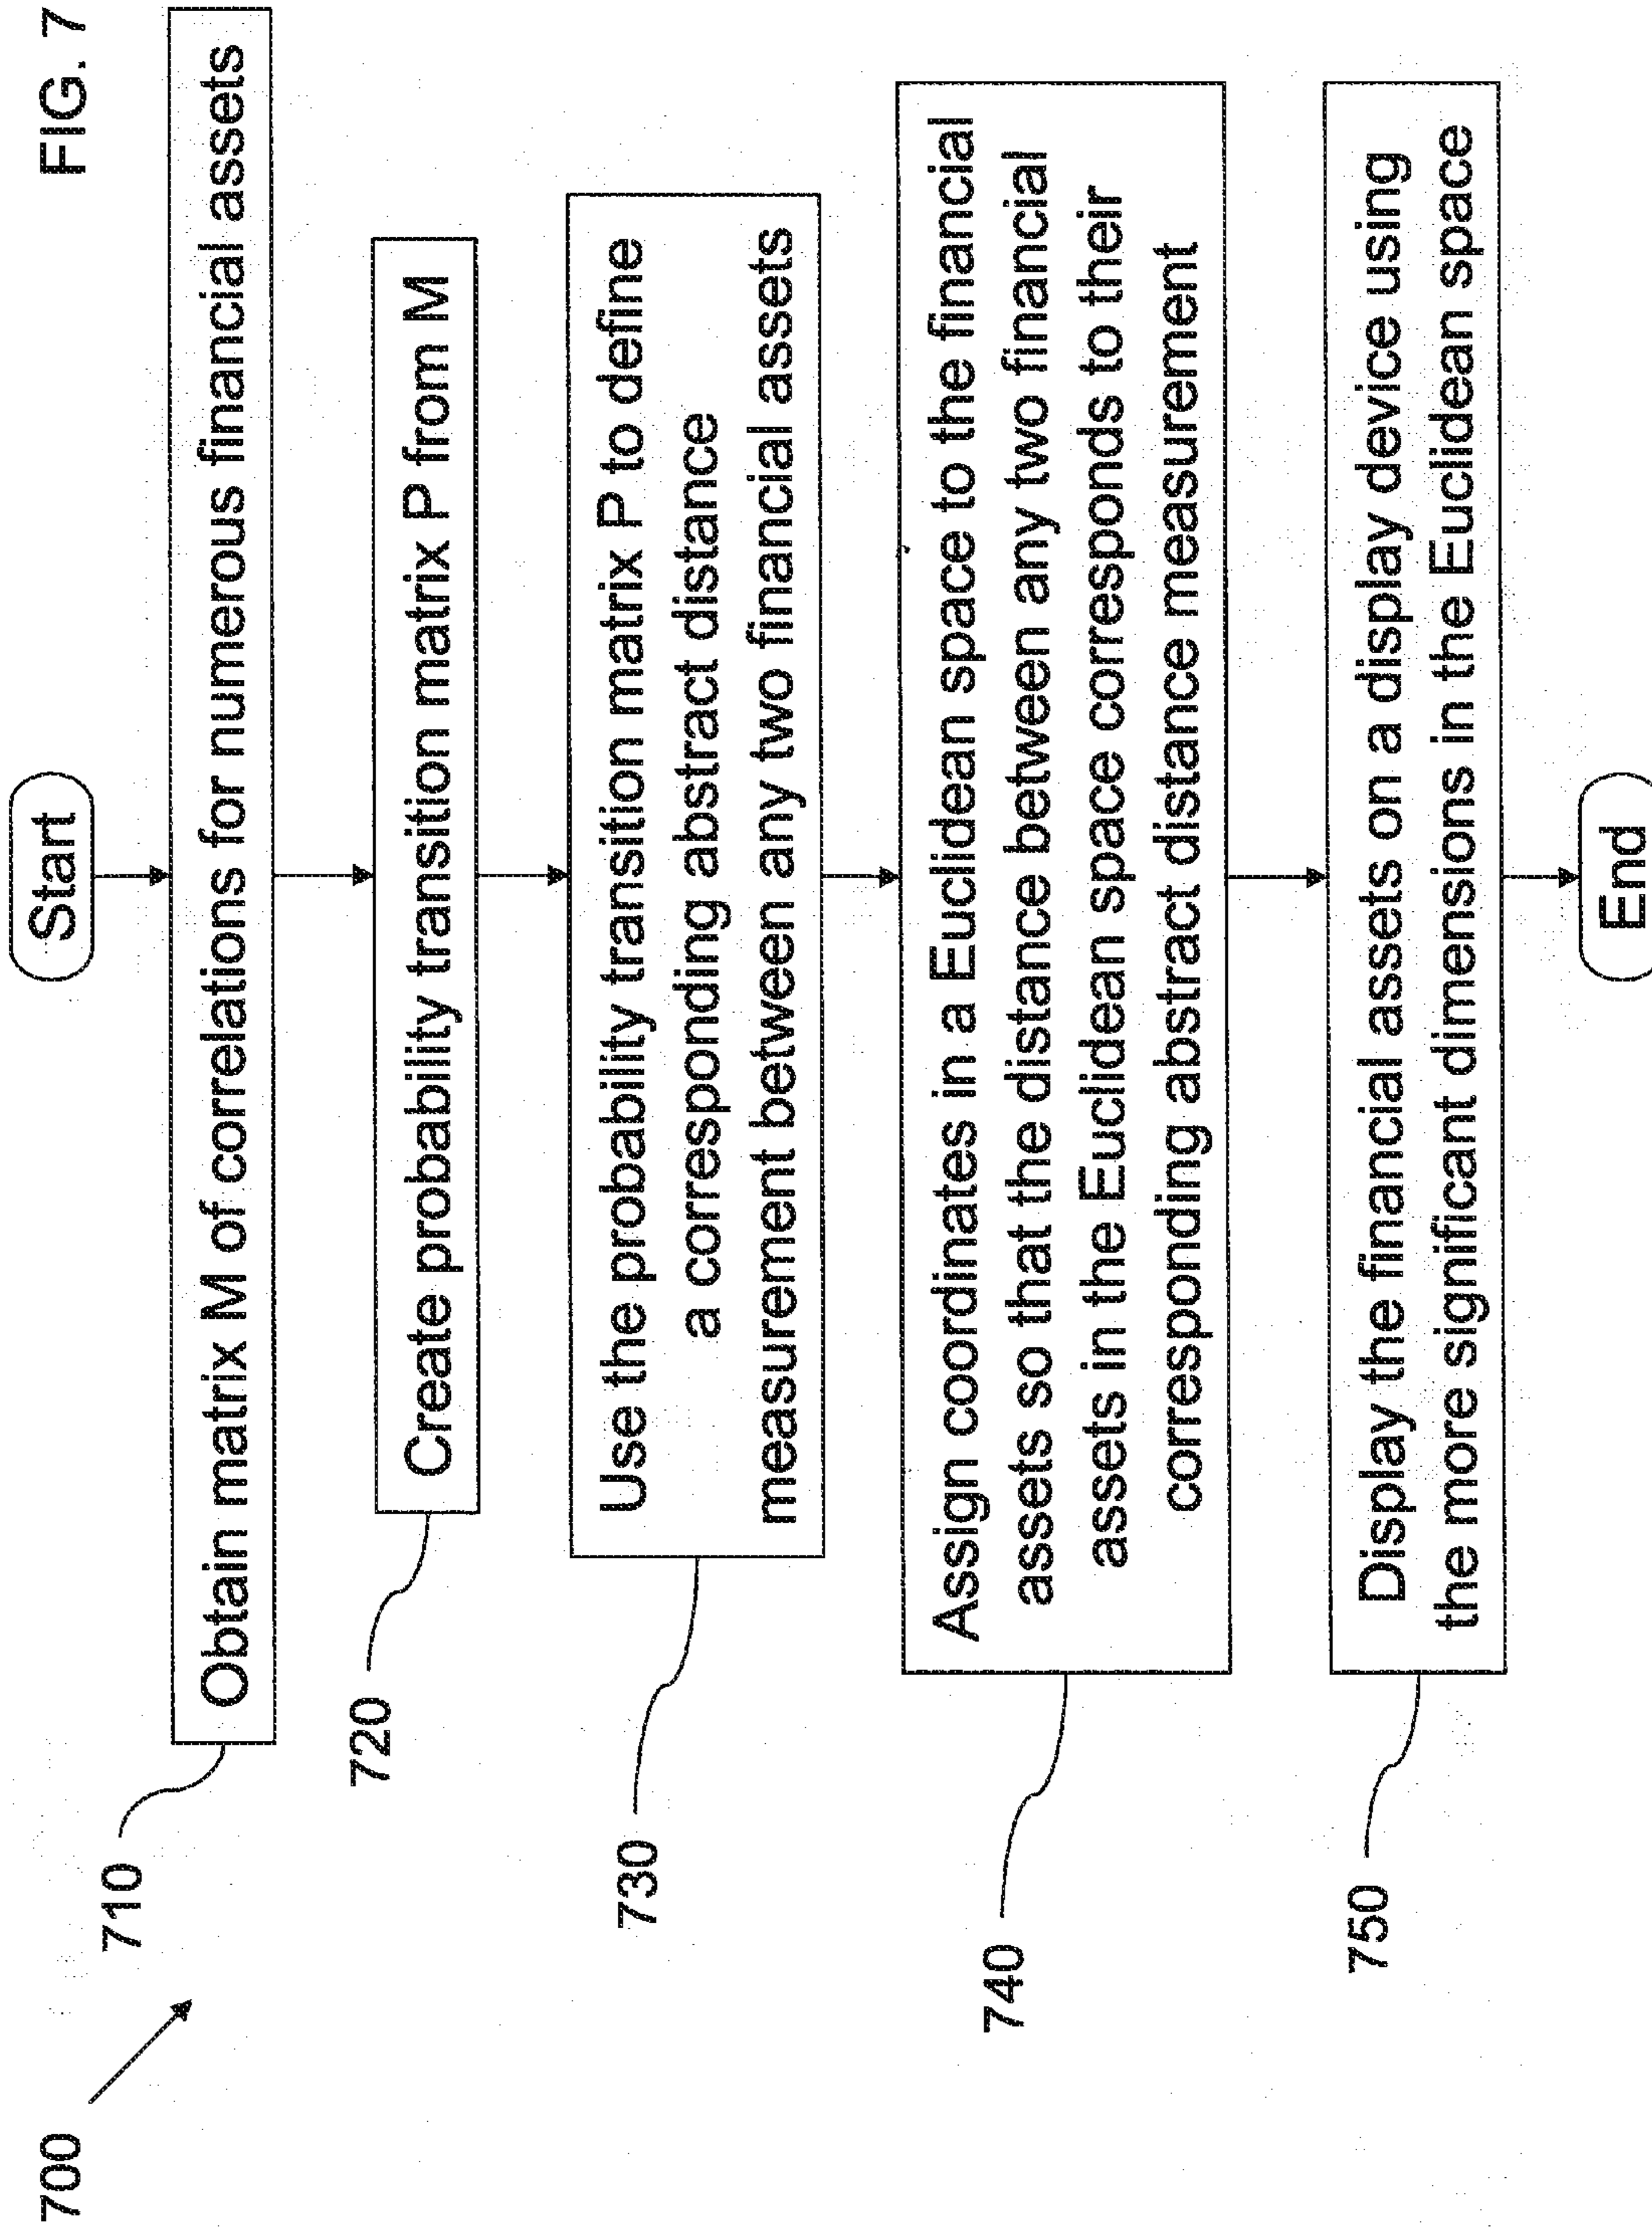 FIG. 7
700
Start
710
Obtain matrix M of correlations for numerous financial assets
720
Create probability transition matrix P from M
730
Use the probability transition matrix P to define
a corresponding abstract distance
measurement between any two financial assets
740
Assign coordinates in a Euclidean space to the financial
assets so that the distance between any two financial
assets in the Euclidean space corresponds to their
corresponding abstract distance measurement
750
Display the financial assets on a display device using
the more significant dimensions in the Euclidean space
End